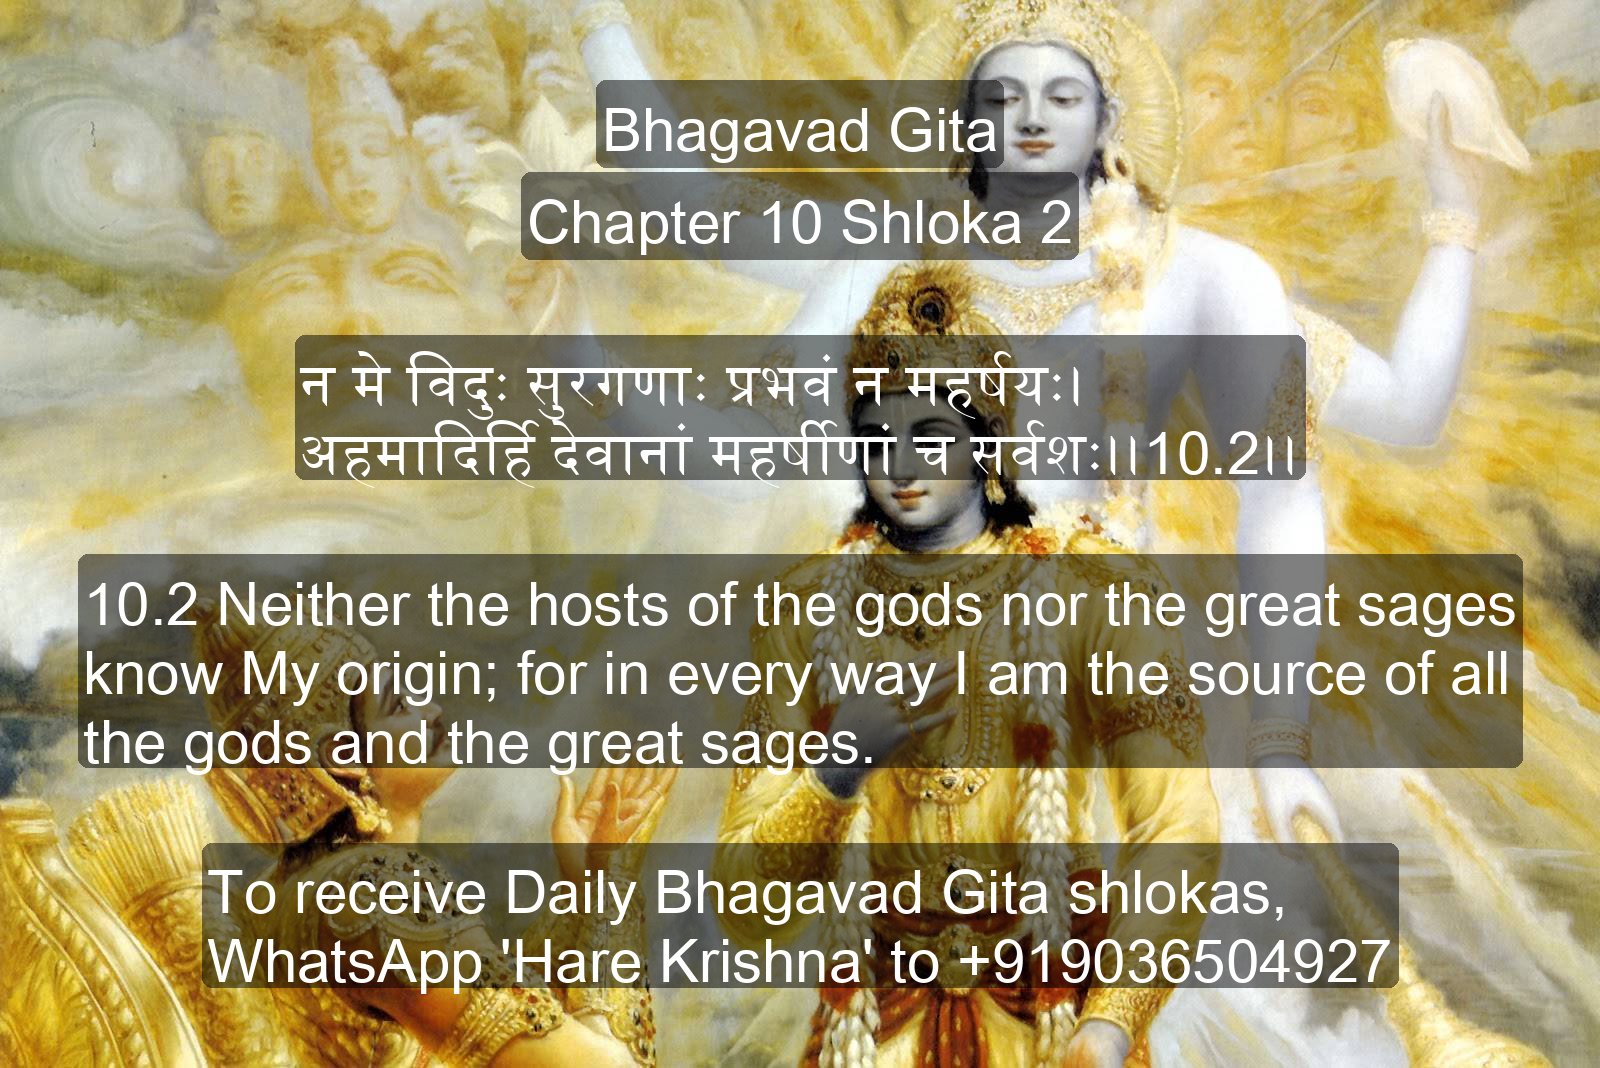 Bhagavad Gita
Chapter 10 Shloka 2
न मे विदुः सुरगणाः प्रभवं न महर्षयः।
अहमादिर्हि देवानां महर्षीणां च सर्वशः।।10.2।।
10.2 Neither the hosts of the gods nor the great sages
know My origin; for in every way I am the source of all
the gods and the great sages.
To receive Daily Bhagavad Gita shlokas,
WhatsApp 'Hare Krishna' to +919036504927